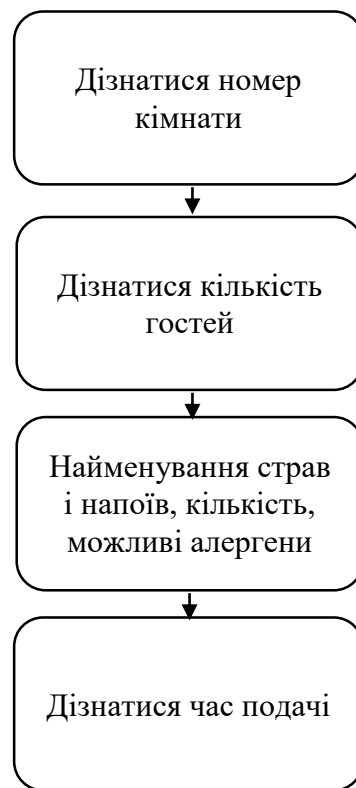 Дізнатися номер
кімнати
Дізнатися кількість
гостей
Найменування страв
і напоїв, кількість,
можливі алергени
Дізнатися час подачі